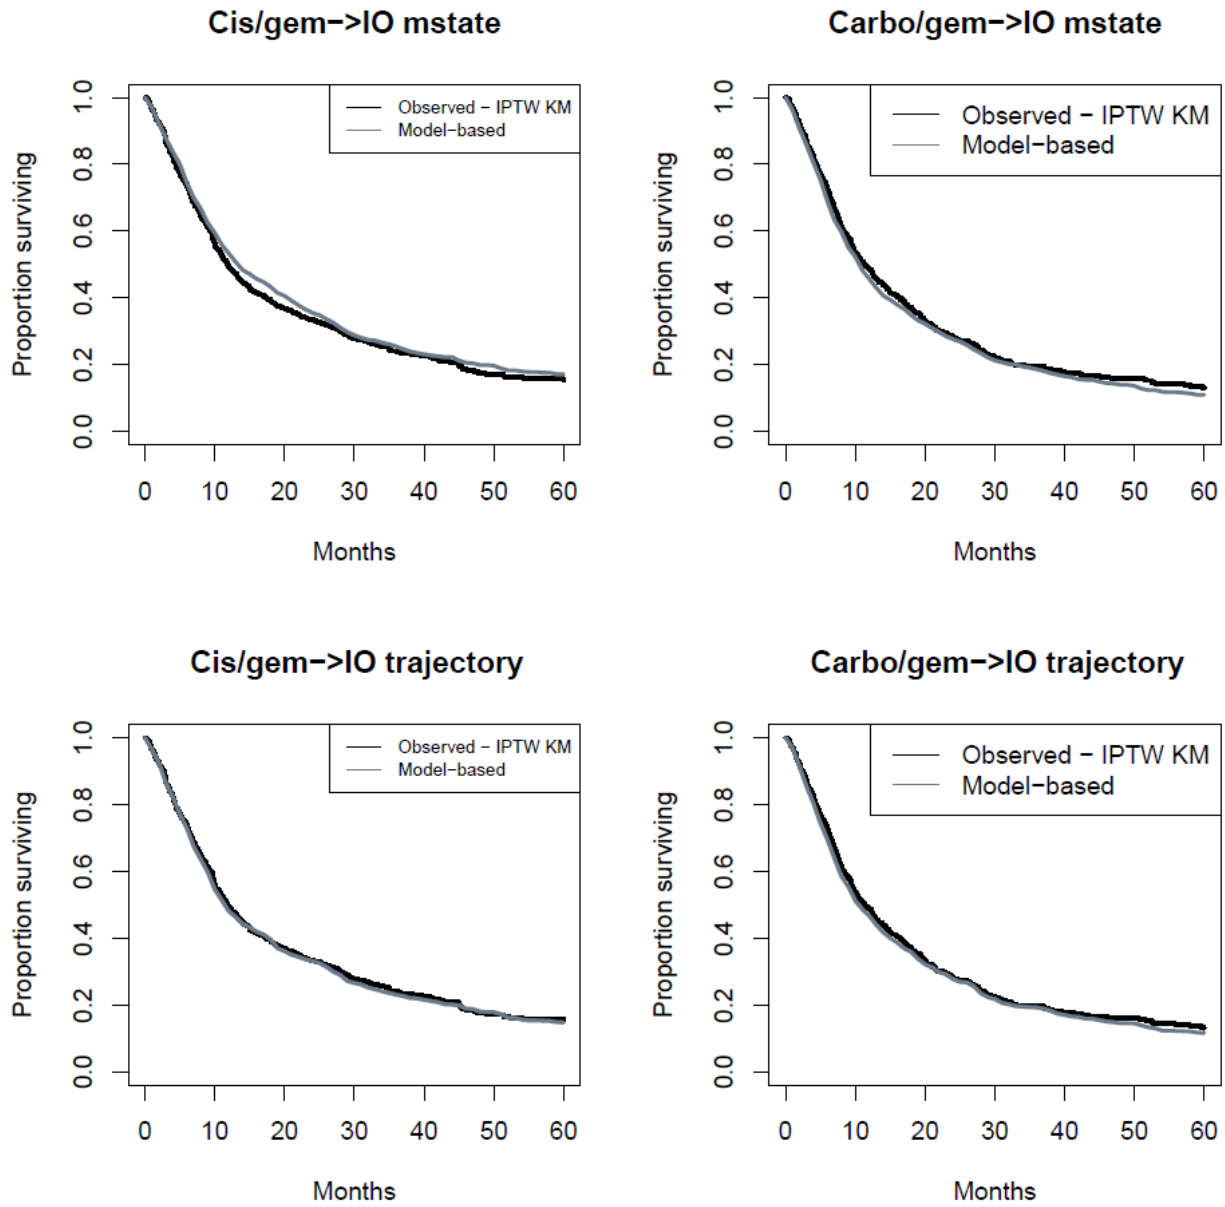 Cis/gem−>IO mstate
Observed − IPTW KM
Model−based
Proportion surviving
0.0 0.2 0.4 0.6 0.8 1.0
0 10 20 30 40 50 60
Months
Carbo/gem−>IO mstate
Observed − IPTW KM
Model−based
Proportion surviving
0.0 0.2 0.4 0.6 0.8 1.0
0 10 20 30 40 50 60
Months
Cis/gem−>IO trajectory
Observed − IPTW KM
Model−based
Proportion surviving
0.0 0.2 0.4 0.6 0.8 1.0
0 10 20 30 40 50 60
Months
Carbo/gem−>IO trajectory
Observed − IPTW KM
Model−based
Proportion surviving
0.0 0.2 0.4 0.6 0.8 1.0
0 10 20 30 40 50 60
Months